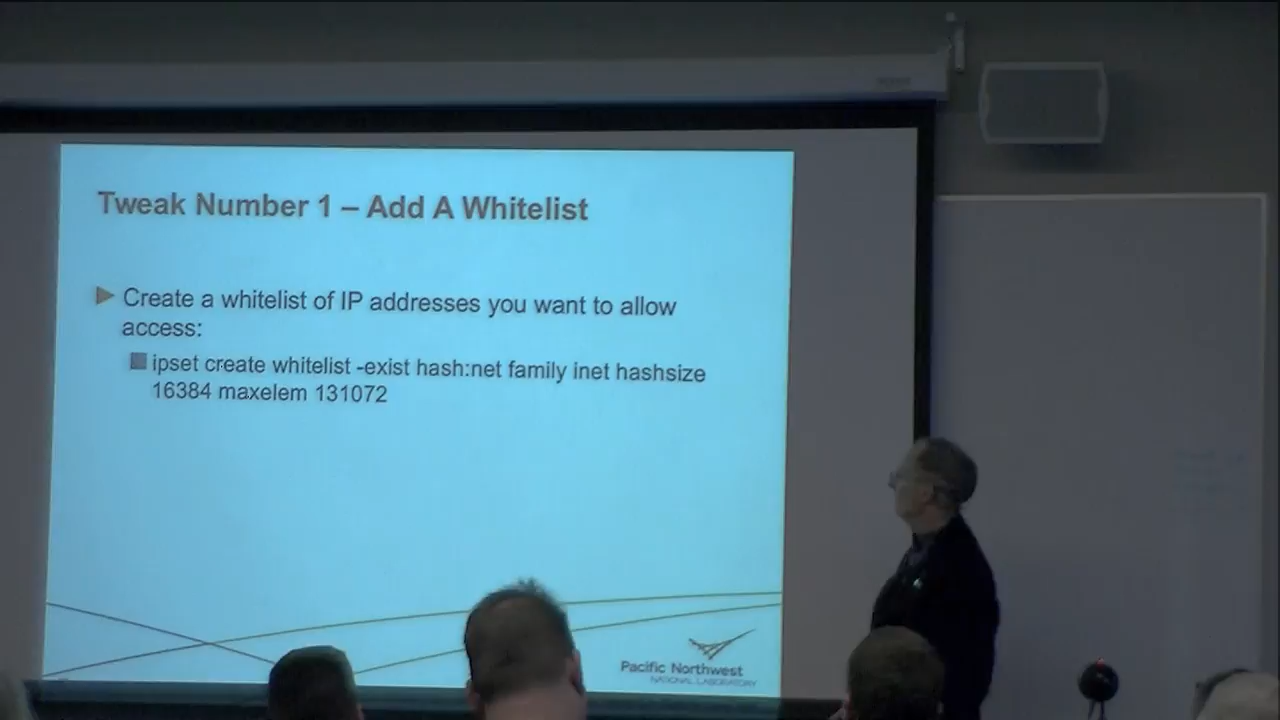 Tweak Number 1 – Add A Whitelist
Create a whitelist of IP addresses you want to allow
access:
ipset create whitelist -exist hash:net family inet hashsize
16384 maxelem 131072
Pacific Northwest
NATIONAL LABORATORY